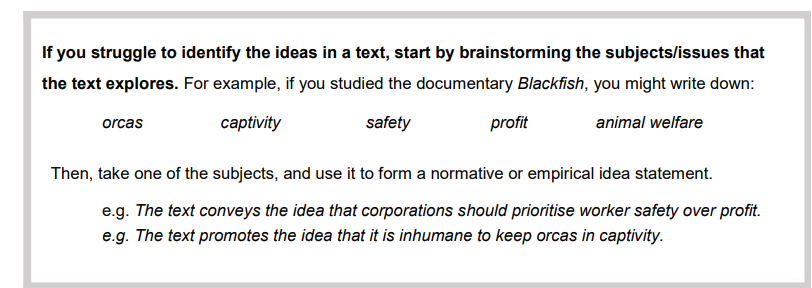 If you struggle to identify the ideas in a text, start by brainstorming the subjects/issues that
the text explores. For example, if you studied the documentary Blackfish, you might write down:
orcas captivity safety profit animal welfare
Then, take one of the subjects, and use it to form a normative or empirical idea statement.
e.g. The text conveys the idea that corporations should prioritise worker safety over profit.
e.g. The text promotes the idea that it is inhumane to keep orcas in captivity.